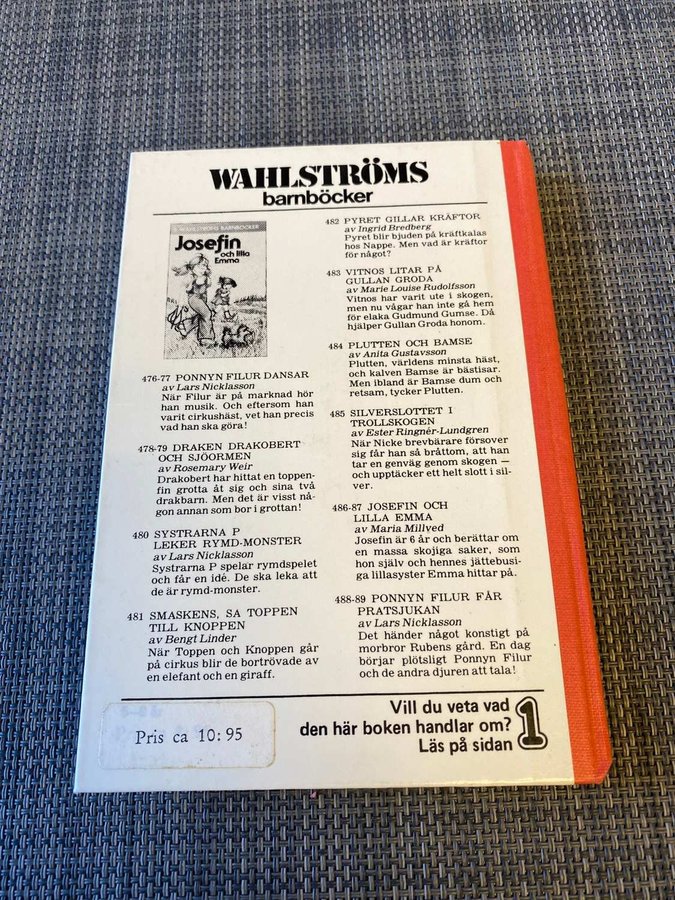 WAHLSTRÖMS
barnböcker
WAHLSTRÖMS BARNBÖCKER
Josefin
och lilla
Emma
476-77 PONNYN FILUR DANSAR
av Lars Nicklasson
När Filur är på marknad hör
han musik. Och eftersom han
varit cirkushäst, vet han precis
vad han ska göra!
478-79 DRAKEN DRAKOBERT
OCH SJÖORMEN
av Rosemary Weir
Drakobert har hittat en toppen-
fin grotta åt sig och sina två
drakbarn. Men det är visst nå-
gon annan som bor i grottan!
480 SYSTRARNA P
LEKER RYMD-MONSTER
av Lars Nicklasson
Systrarna P spelar rymdspelet
och får en idé. De ska leka att
de är rymd-monster.
481 SMASKENS, SA TOPPEN
TILL KNOPPEN
av Bengt Linder
När Toppen och Knoppen går
på cirkus blir de bortrövade av
en elefant och en giraff.
482 PYRET GILLAR KRÄFTOR
av Ingrid Bredberg
Pyret blir bjuden på kräftkalas
hos Nappe. Men vad är kräftor
för något?
483 VITNOS LITAR PÅ
GULLAN GRODA
av Marie Louise Rudolfsson
Vitnos har varit ute i skogen,
men nu vågar han inte gå hem
för elaka Gudmund Gumse. Då
hjälper Gullan Groda honom.
484 PLUTTEN OCH BAMSE
av Anita Gustavsson
Plutten, världens minsta häst,
och kalven Bamse är bästisar.
Men ibland är Bamse dum och
retsam, tycker Plutten.
485 SILVERSLOTTET I
TROLLSKOGEN
av Ester Ringnér-Lundgren
När Nicke brevbärare försover
sig får han så bråttom, att han
tar en genväg genom skogen —
och upptäcker ett helt slott i sil-
ver.
486-87 JOSEFIN OCH
LILLA EMMA
av Maria Millved
Josefin är 6 år och berättar om
en massa skojiga saker, som
hon själv och hennes jättebusi-
ga lillasyster Emma hittar på.
488-89 PONNYN FILUR FÅR
PRATSJUKAN
av Lars Nicklasson
Det händer något konstigt på
morbror Rubens gård. En dag
börjar plötsligt Ponnyn Filur
och de andra djuren att tala!
Pris ca 10:95
Vill du veta vad
den här boken handlar om?
Läs på sidan 1